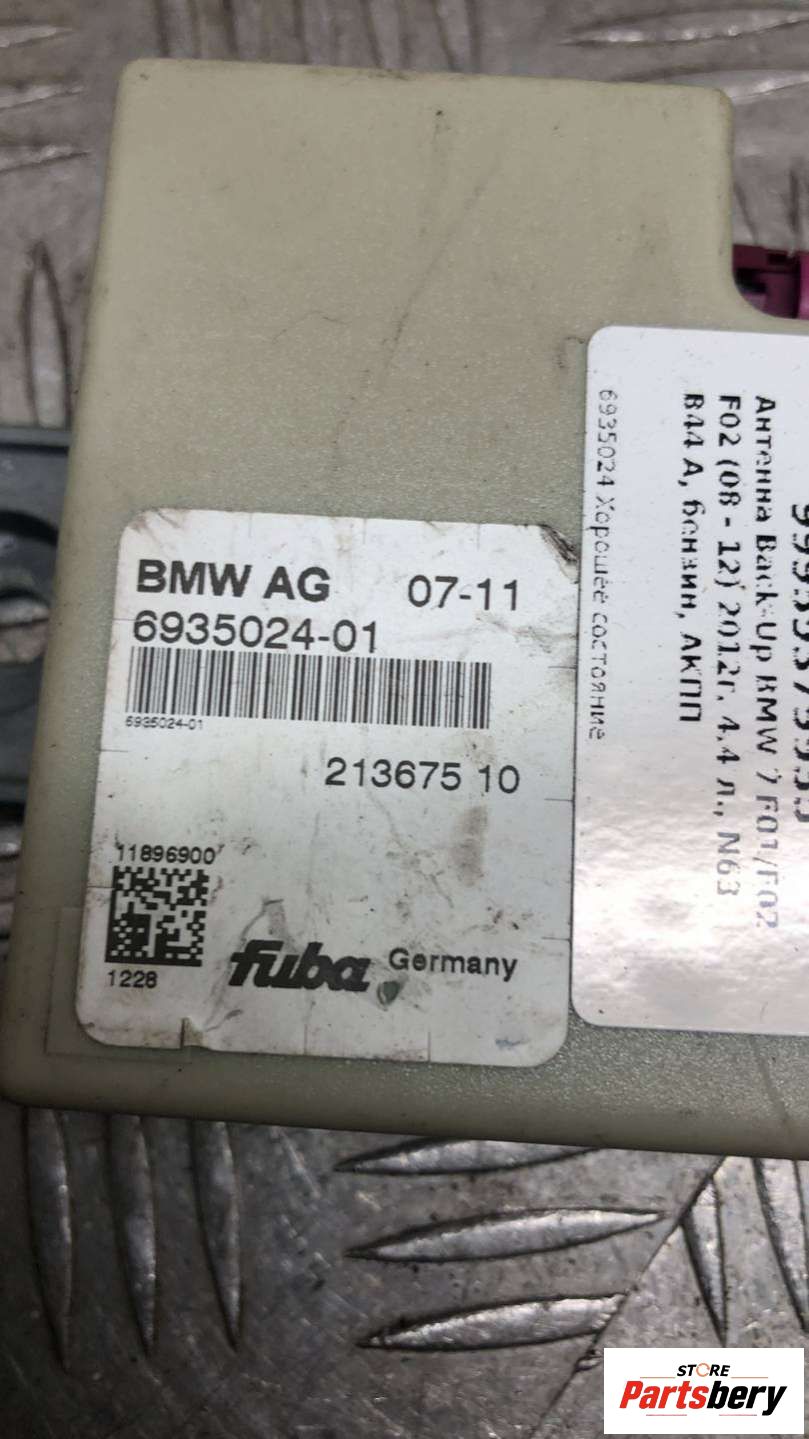 BMW AG 07-11
6935024-01
6935024-01
213675 10
11896900
1228
fuba Germany
Антенна Back-Up BMW 7 F01/F02
F02 (08 - 12) 2012г. 4,4 л., N63
B44 A, бензин, АКПП
6935024 Хорошее состояние
STORE
Partsbery